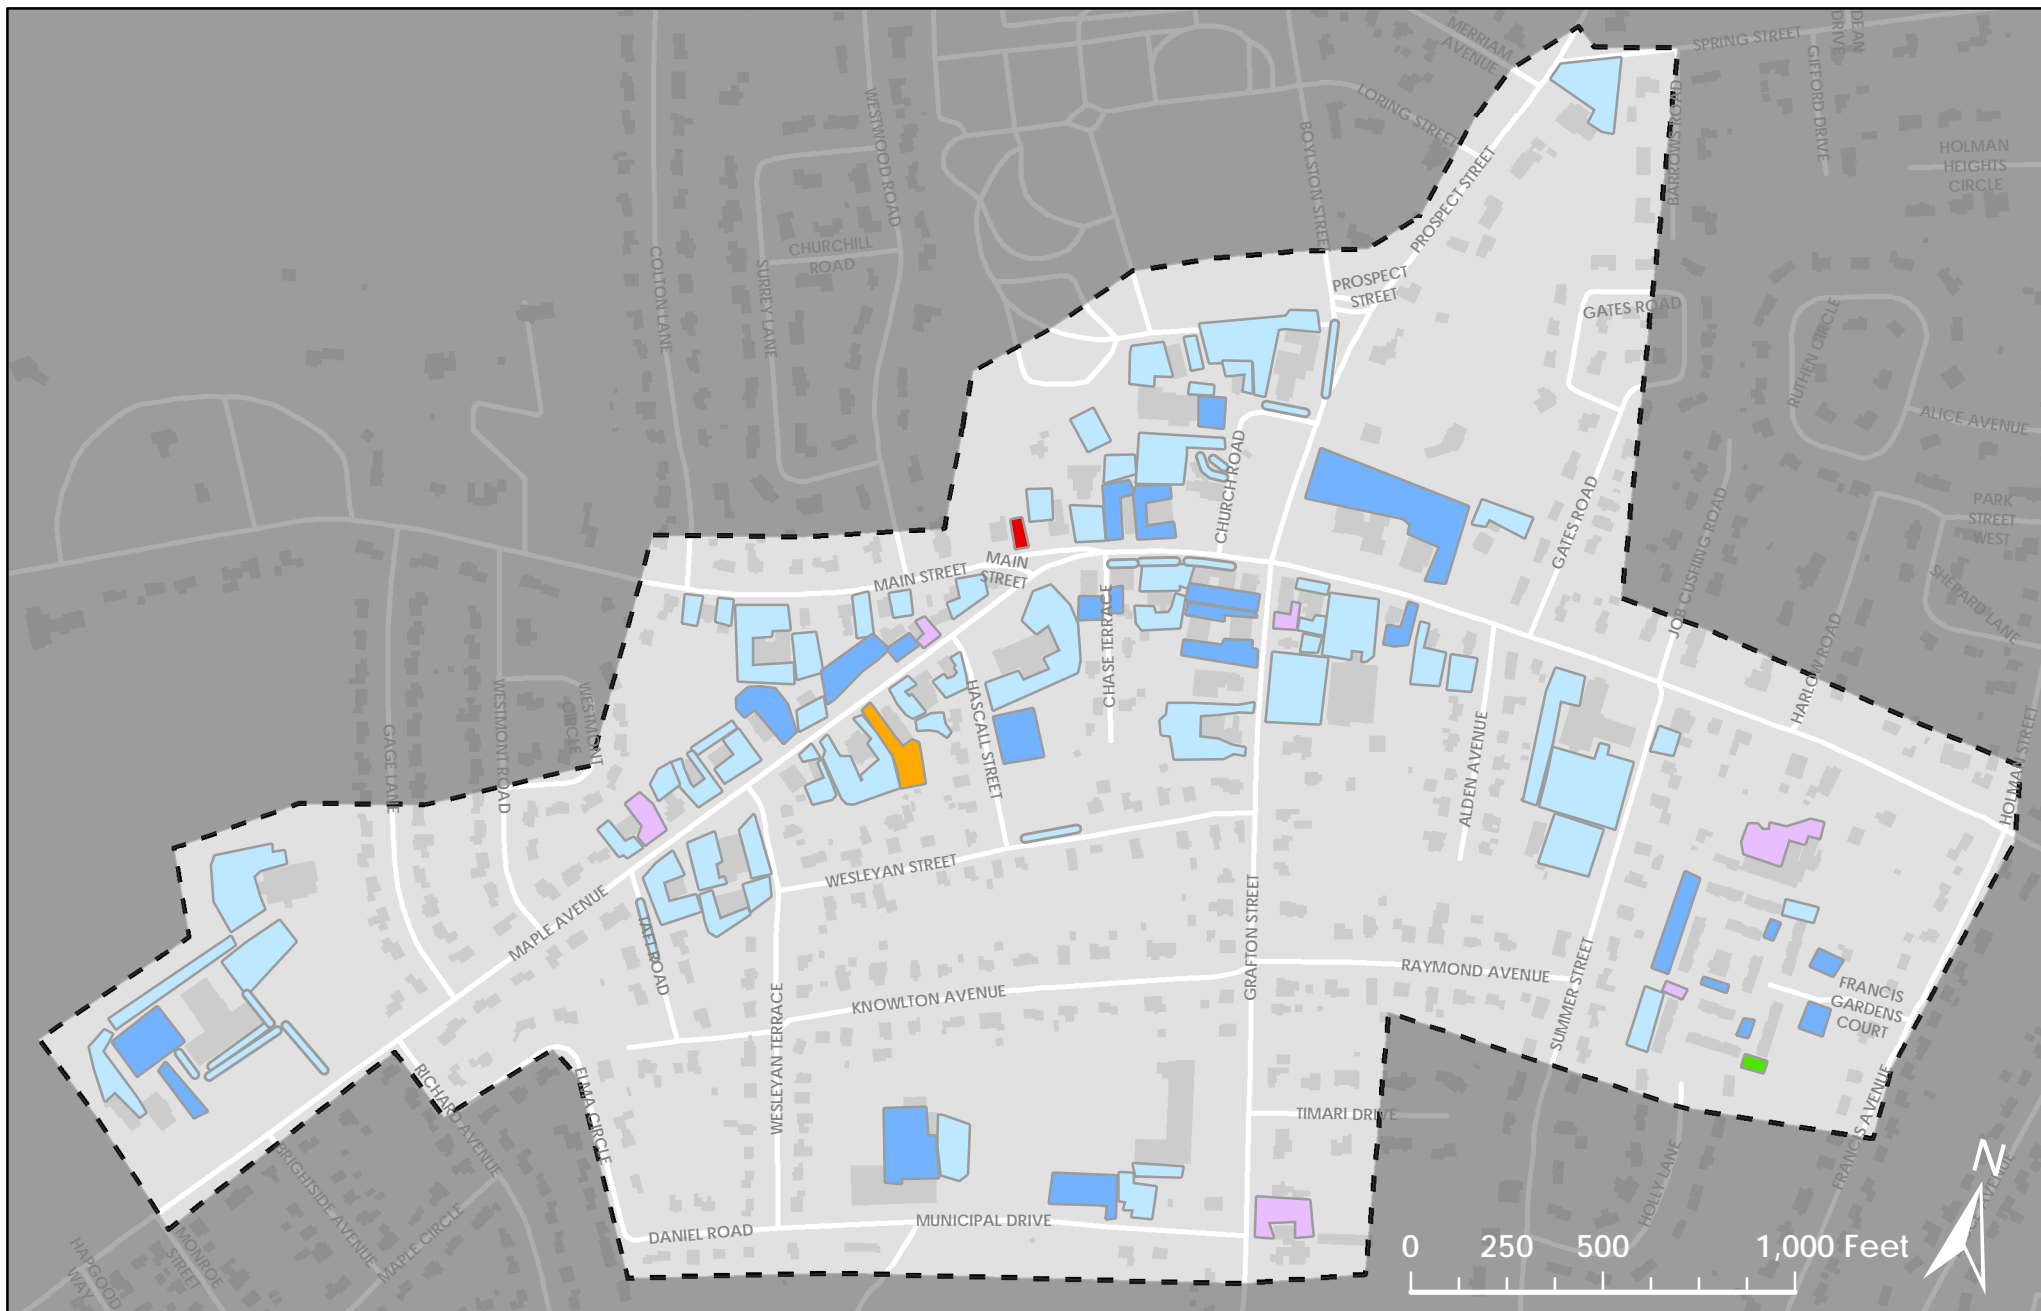 MERRIAM
AVENUE
SPRING STREET
DEAN
DRIVE
GIFFORD DRIVE
LORING STREET
WESTWOOD ROAD
BOYLSTON STREET
BARROWS ROAD
HOLMAN
HEIGHTS
CIRCLE
PROSPECT STREET
CHURCHILL
ROAD
COLTON LANE
SURREY LANE
PROSPECT
STREET
GATES ROAD
RUTHEN CIRCLE
ALICE AVENUE
CHURCH ROAD
GATES ROAD
JOB CUSHING ROAD
PARK
STREET
WEST
SHEPARD LANE
MAIN STREET
MAIN
STREET
CHASE TERRACE
HARLOW ROAD
WESTMONT
CIRCLE
WESTMONT ROAD
GAGE LANE
HASCALL STREET
ALDEN AVENUE
HOLMAN STREET
WESLEYAN STREET
MAPLE AVENUE
TAFT ROAD
GRAFTON STREET
RAYMOND AVENUE
SUMMER STREET
FRANCIS
GARDENS
COURT
KNOWLTON AVENUE
WESLEYAN TERRACE
RICHARD AVENUE
ELMA CIRCLE
TIMARI DRIVE
FRANCIS AVENUE
BRIGHTSIDE AVENUE
MAPLE CIRCLE
HOLLY LANE
MONROE
STREET
HAPGOOD
WAY
DANIEL ROAD
MUNICIPAL DRIVE
N
0 250 500 1,000 Feet